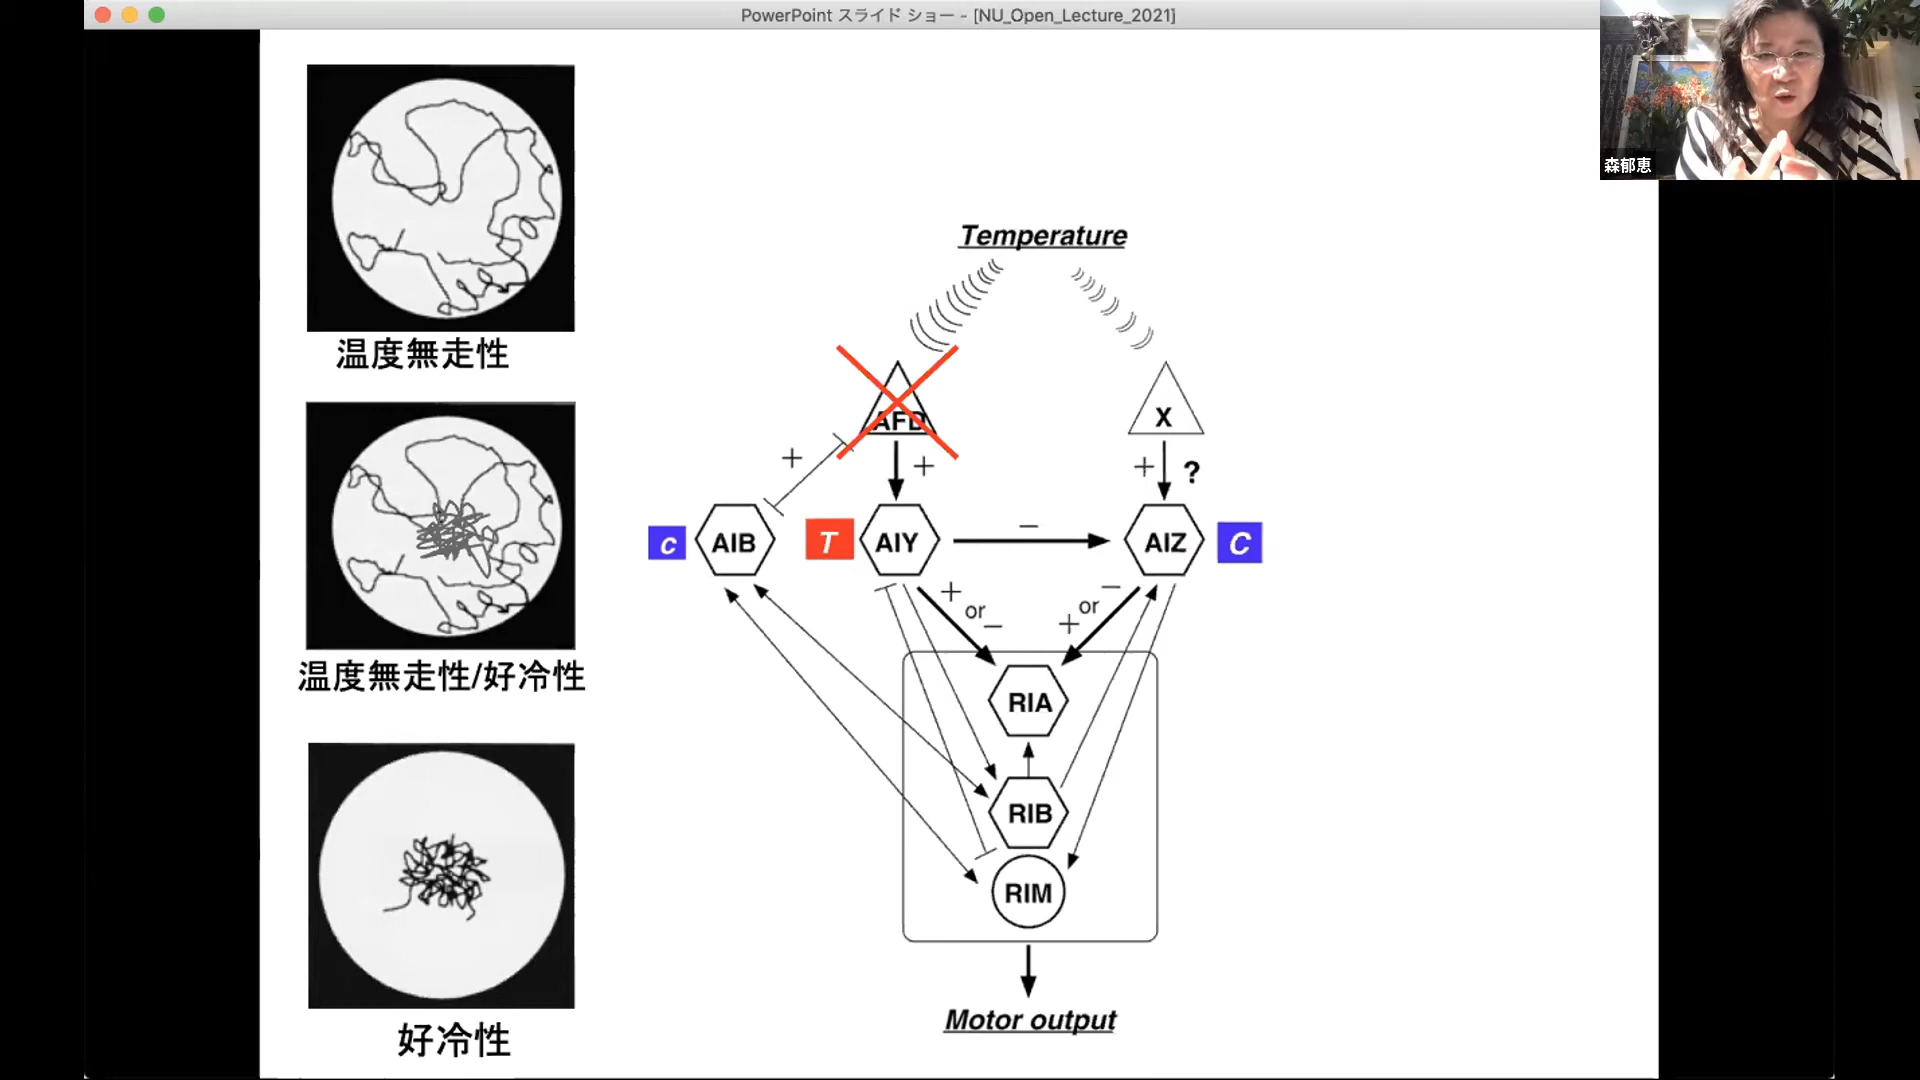 PowerPoint スライド ショー - [NU_Open_Lecture_2021]
森郁恵
温度無走性
温度無走性/好冷性
好冷性
Temperature
AFD
X
+
+
+ ?
c AIB
T AIY
−
AIZ C
+ or −
+ or −
RIA
RIB
RIM
Motor output